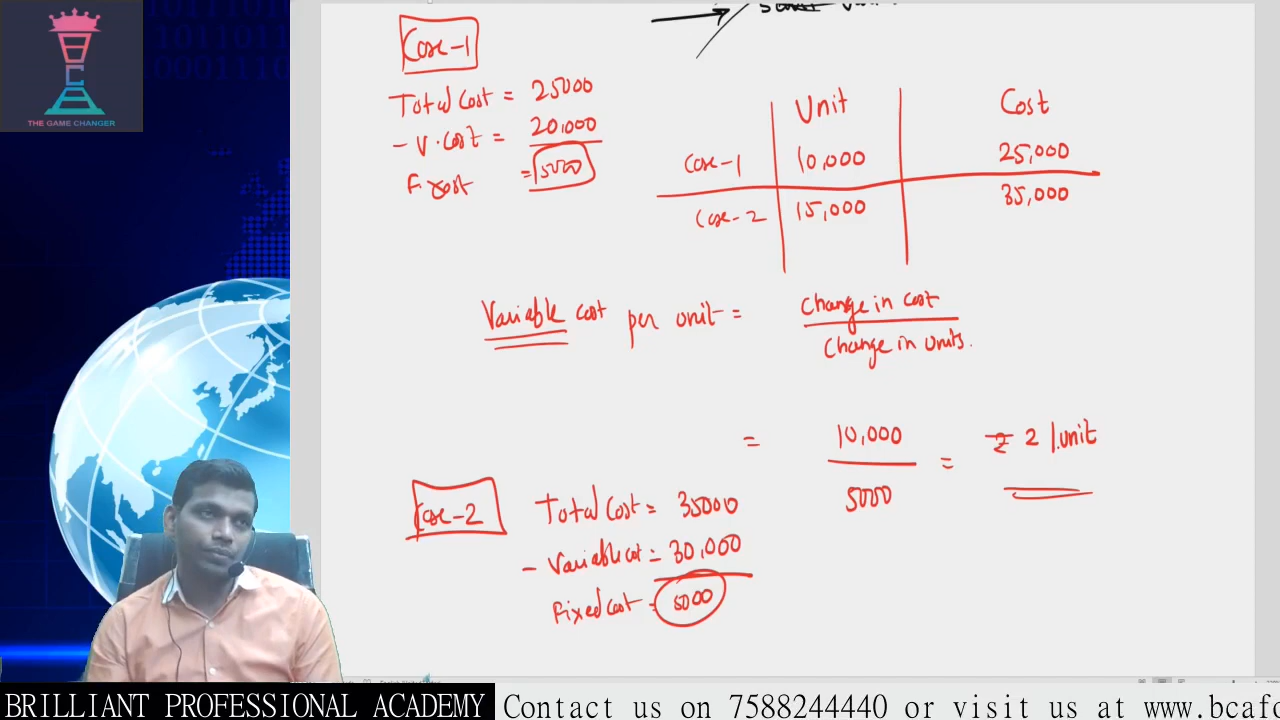 THE GAME CHANGER
Case-1
Total Cost = 25000
- V.Cost = 20,000
F. Cost = 5000
Unit Cost
Case-1 10,000 25,000
Case-2 15,000 35,000
Variable cost per unit = Change in cost
Change in units.
= 10,000 = 2 /.unit
5000
Case-2
Total Cost = 35000
- Variable cost = 30,000
Fixed cost = 5000
BRILLIANT PROFESSIONAL ACADEMY Contact us on 7588244440 or visit us at www.bcafo